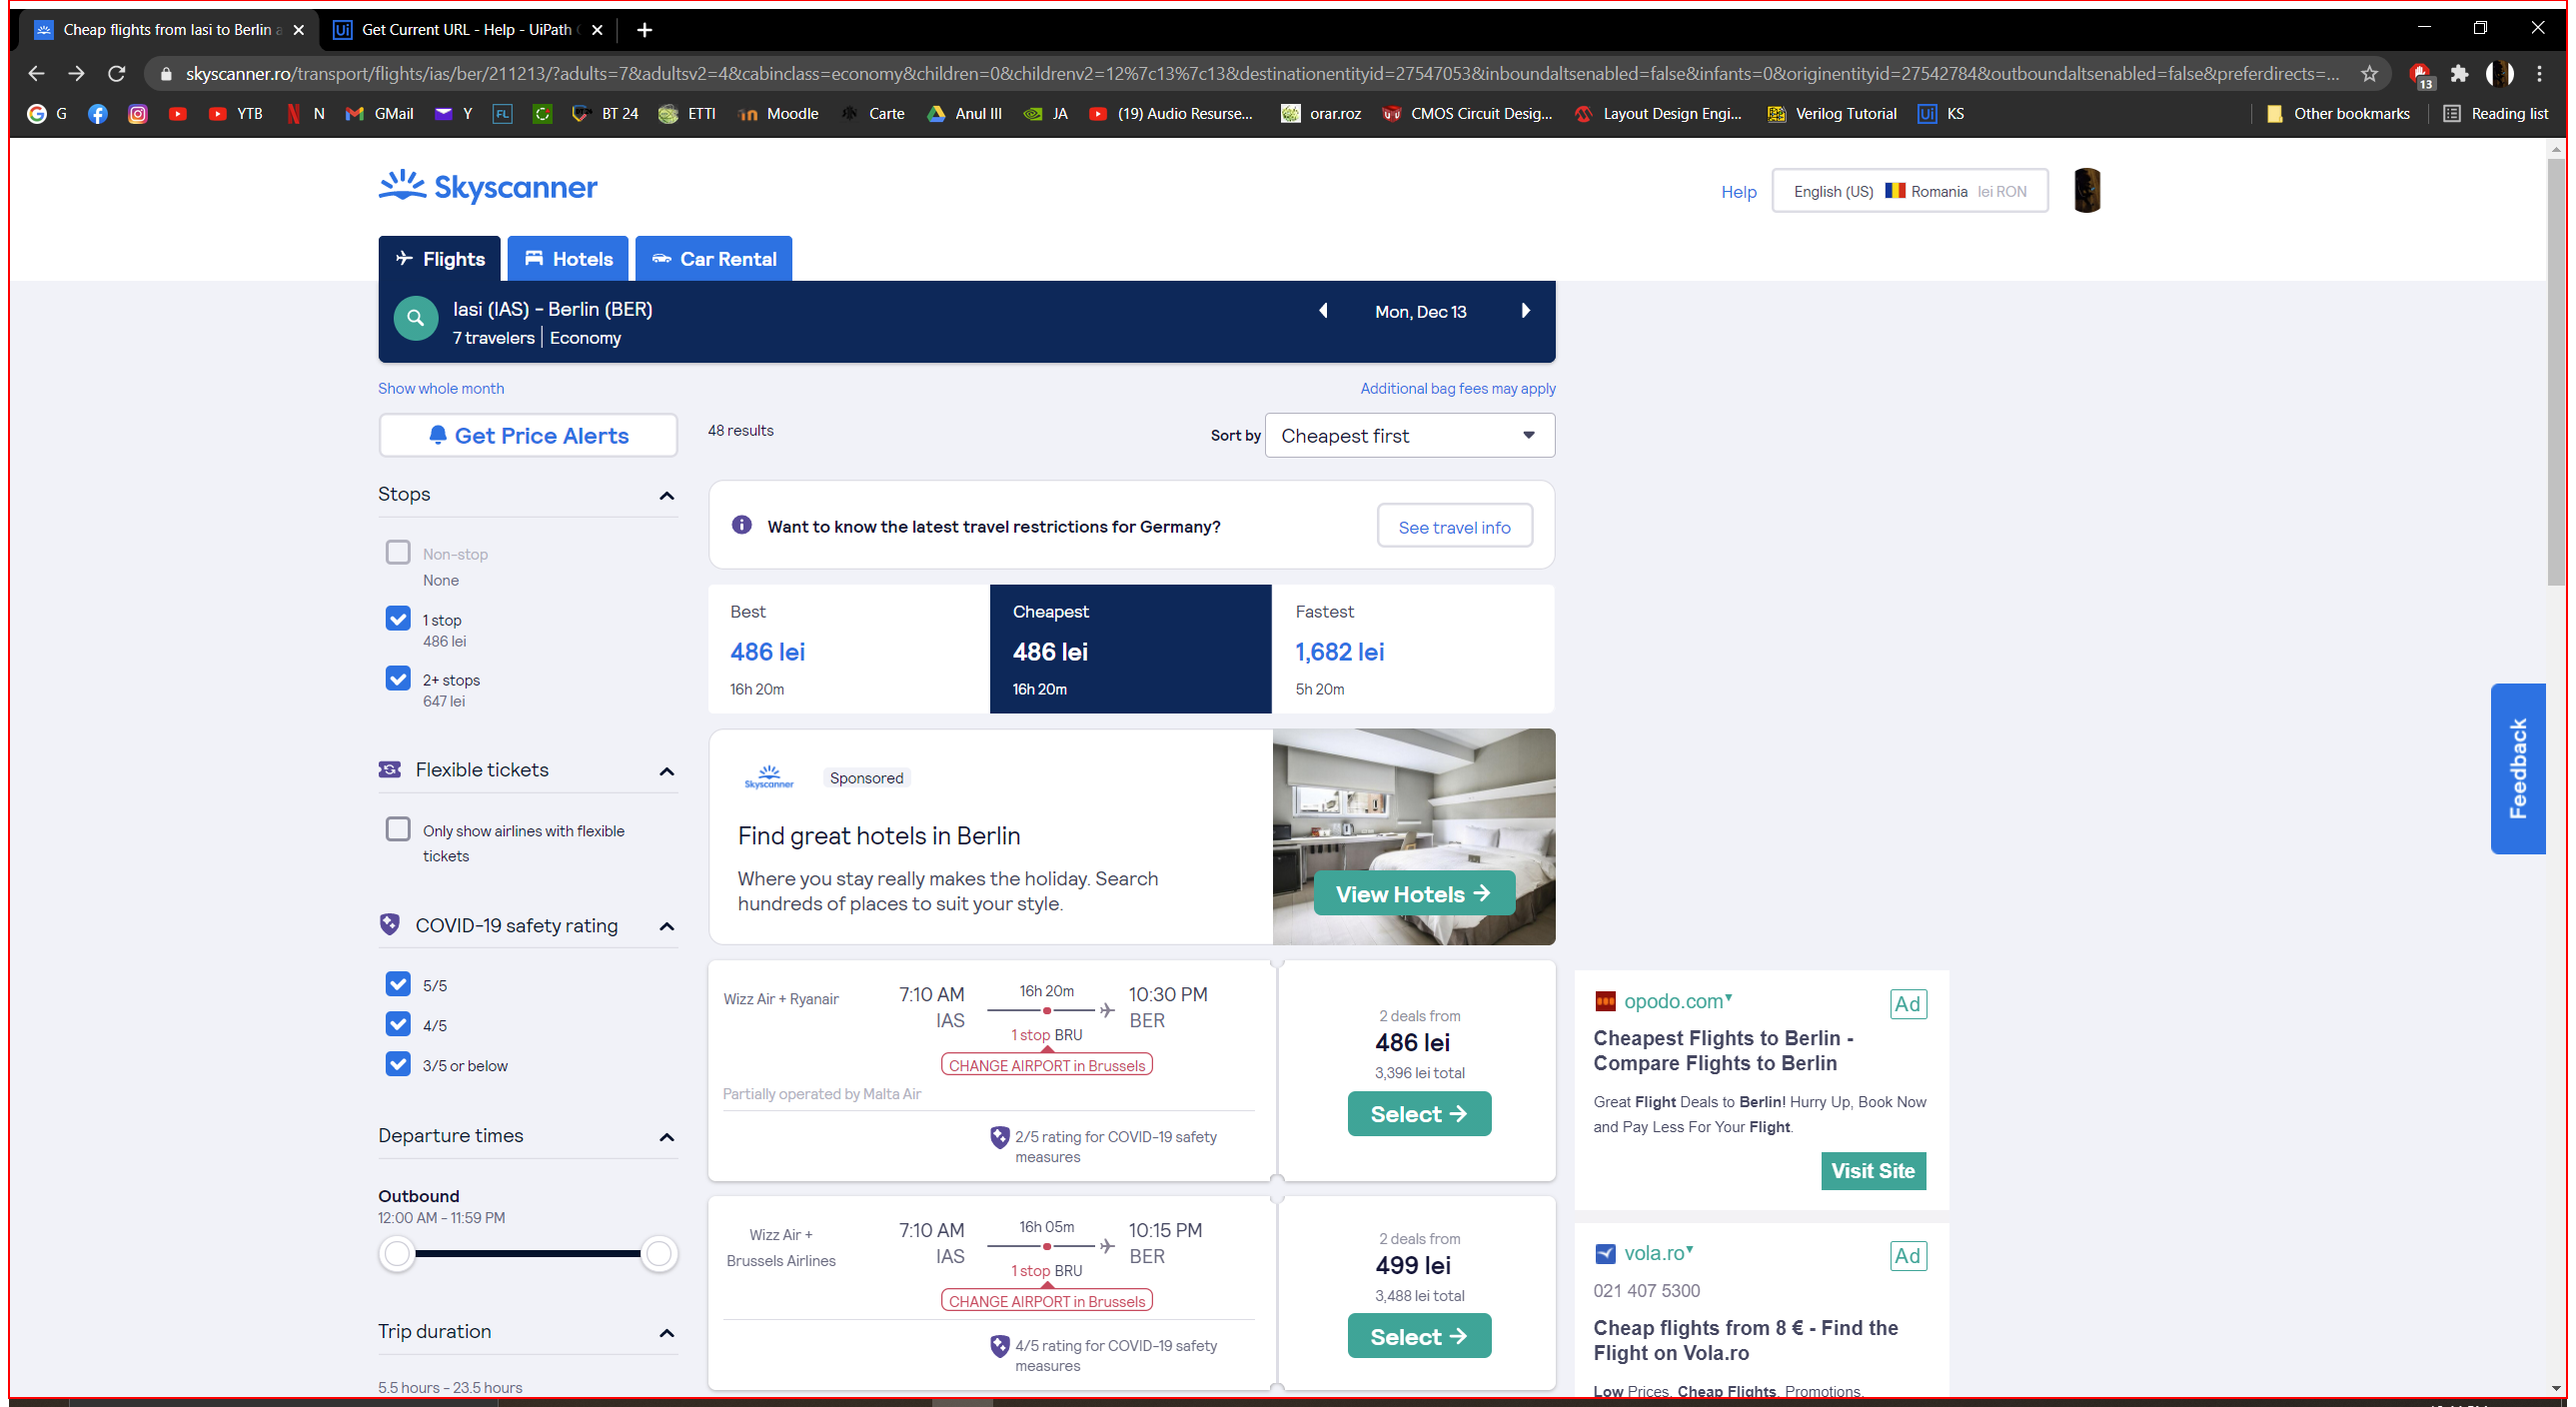 Cheap flights from Iasi to Berlin a
Get Current URL - Help - UiPath C
skyscanner.ro/transport/flights/ias/ber/211213/?adults=7&adultsv2=4&cabinclass=economy&children=0&childrenv2=12%7c13%7c13&destinationentityid=27547053&inboundaltsenabled=false&infants=0&originentityid=27542784&outboundaltsenabled=false&preferdirects=...
13
G YTB N GMail Y FL BT 24 ETTI Moodle Carte Anul III JA (19) Audio Resurse... orar.roz CMOS Circuit Desig... Layout Design Engi... Verilog Tutorial Ui KS Other bookmarks Reading list
Skyscanner
Help English (US) Romania lei RON
Flights Hotels Car Rental
Iasi (IAS) - Berlin (BER)
7 travelers | Economy
Mon, Dec 13
Show whole month
Additional bag fees may apply
Get Price Alerts
48 results
Sort by Cheapest first
Stops
Non-stop
None
1 stop
486 lei
2+ stops
647 lei
Flexible tickets
Only show airlines with flexible
tickets
COVID-19 safety rating
5/5
4/5
3/5 or below
Departure times
Outbound
12:00 AM - 11:59 PM
Trip duration
5.5 hours - 23.5 hours
Want to know the latest travel restrictions for Germany?
See travel info
Best
486 lei
16h 20m
Cheapest
486 lei
16h 20m
Fastest
1,682 lei
5h 20m
Skyscanner
Sponsored
Find great hotels in Berlin
Where you stay really makes the holiday. Search
hundreds of places to suit your style.
View Hotels →
Wizz Air + Ryanair
7:10 AM
IAS
16h 20m
1 stop BRU
10:30 PM
BER
CHANGE AIRPORT in Brussels
Partially operated by Malta Air
2/5 rating for COVID-19 safety
measures
2 deals from
486 lei
3,396 lei total
Select →
Wizz Air +
Brussels Airlines
7:10 AM
IAS
16h 05m
1 stop BRU
10:15 PM
BER
CHANGE AIRPORT in Brussels
4/5 rating for COVID-19 safety
measures
2 deals from
499 lei
3,488 lei total
Select →
opodo.com
Ad
Cheapest Flights to Berlin -
Compare Flights to Berlin
Great Flight Deals to Berlin! Hurry Up, Book Now
and Pay Less For Your Flight.
Visit Site
vola.ro
Ad
021 407 5300
Cheap flights from 8 € - Find the
Flight on Vola.ro
Low Prices, Cheap Flights, Promotions.
Feedback